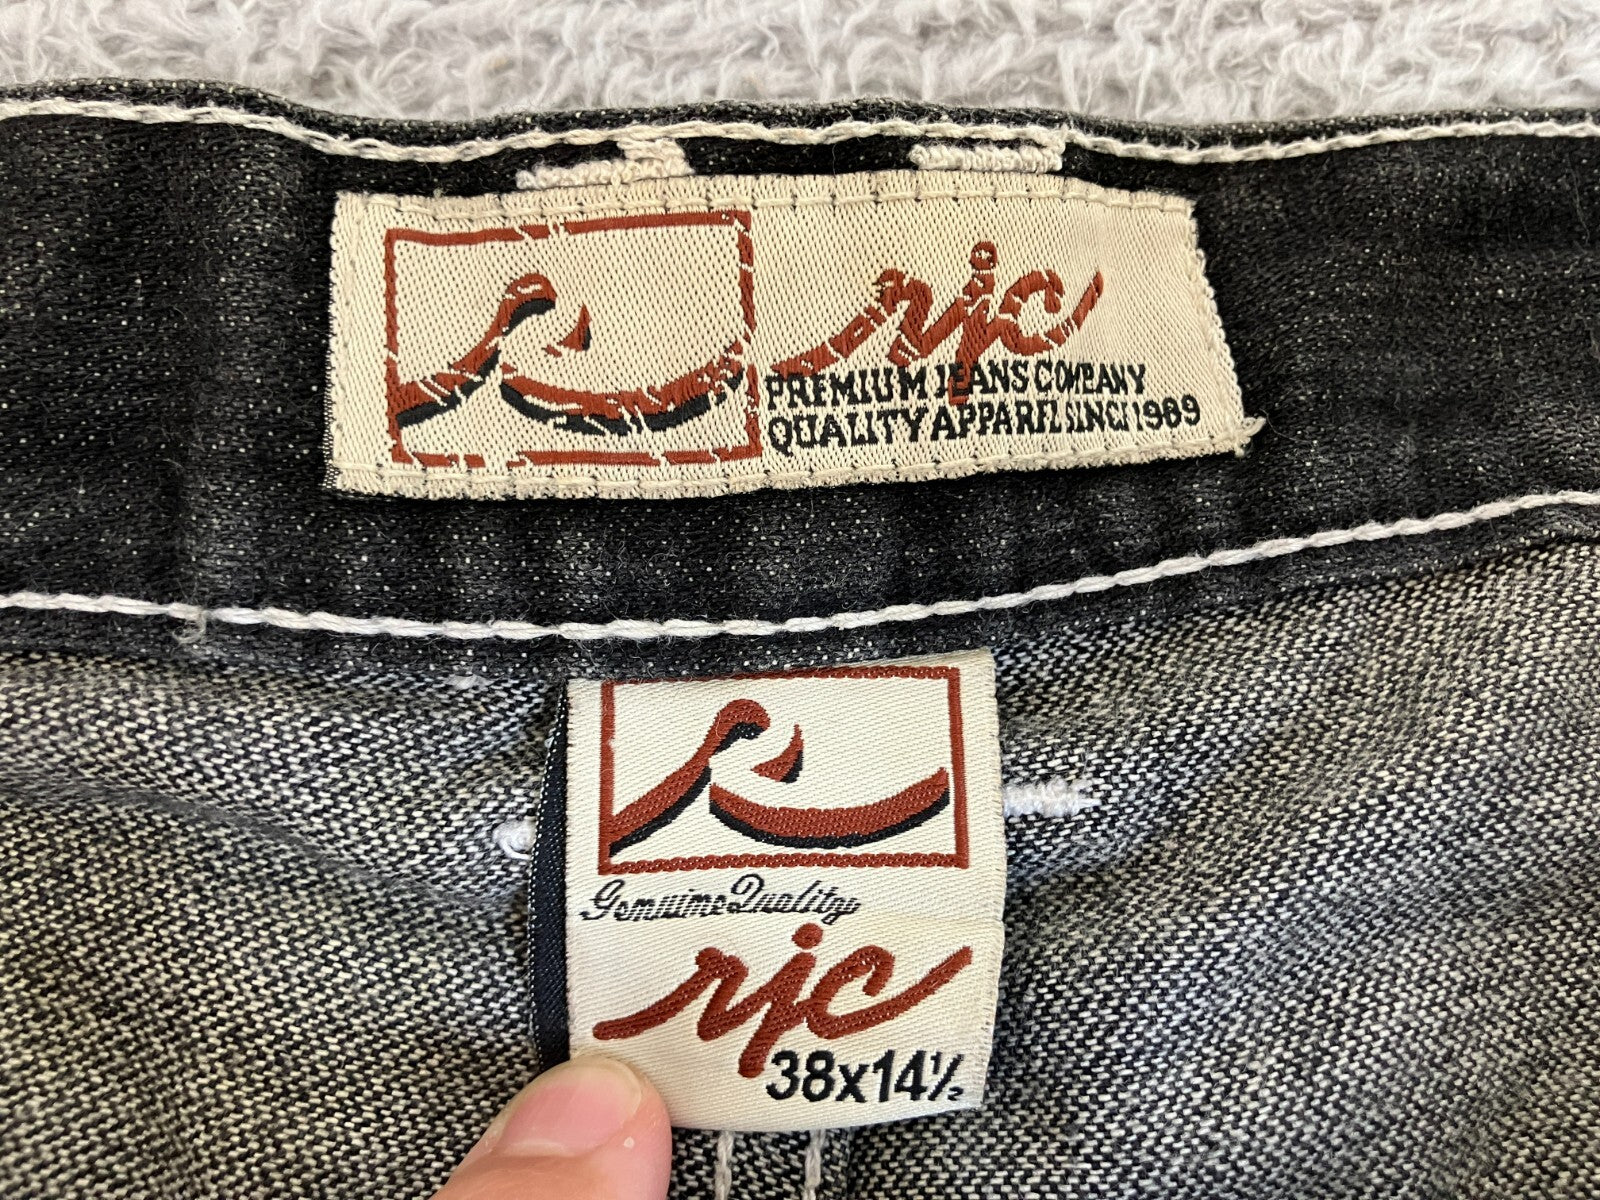 rjc
PREMIUM JEANS COMPANY
QUALITY APPAREL SINCE 1989
Genuine Quality
rjc
38x14½